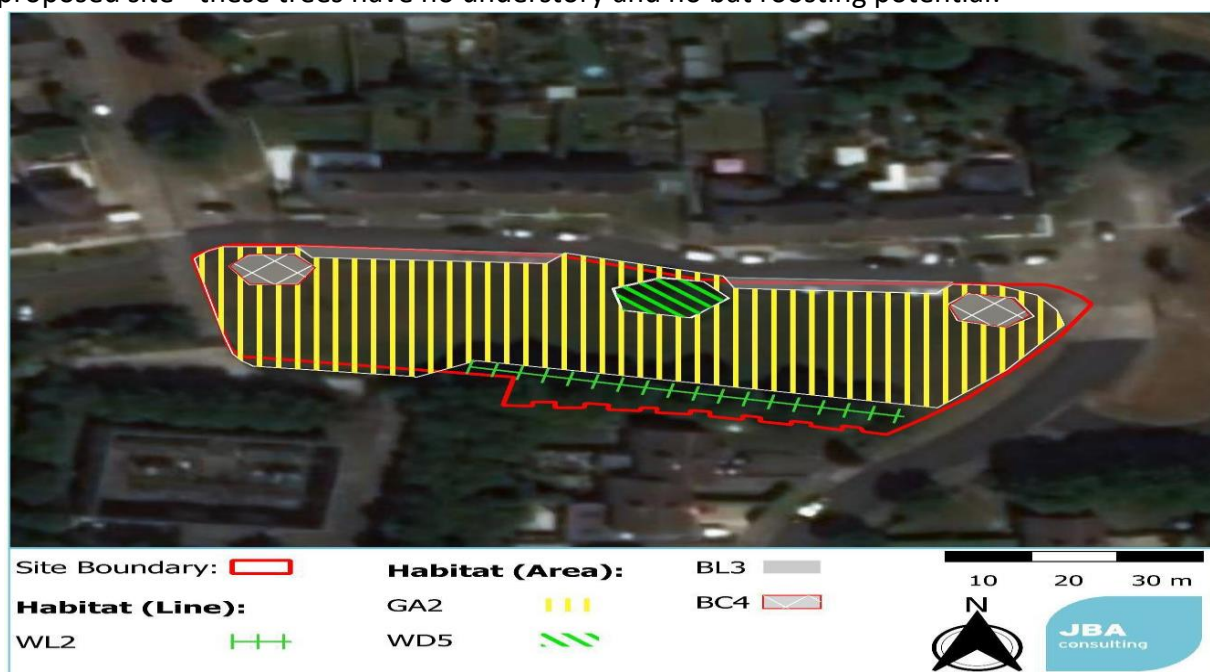 proposed site - these trees have no understory and no but roosting potential.
Site Boundary:
Habitat (Line):
WL2
Habitat (Area):
GA2
WD5
BL3
BC4
10 20 30 m
N
JBA
consulting